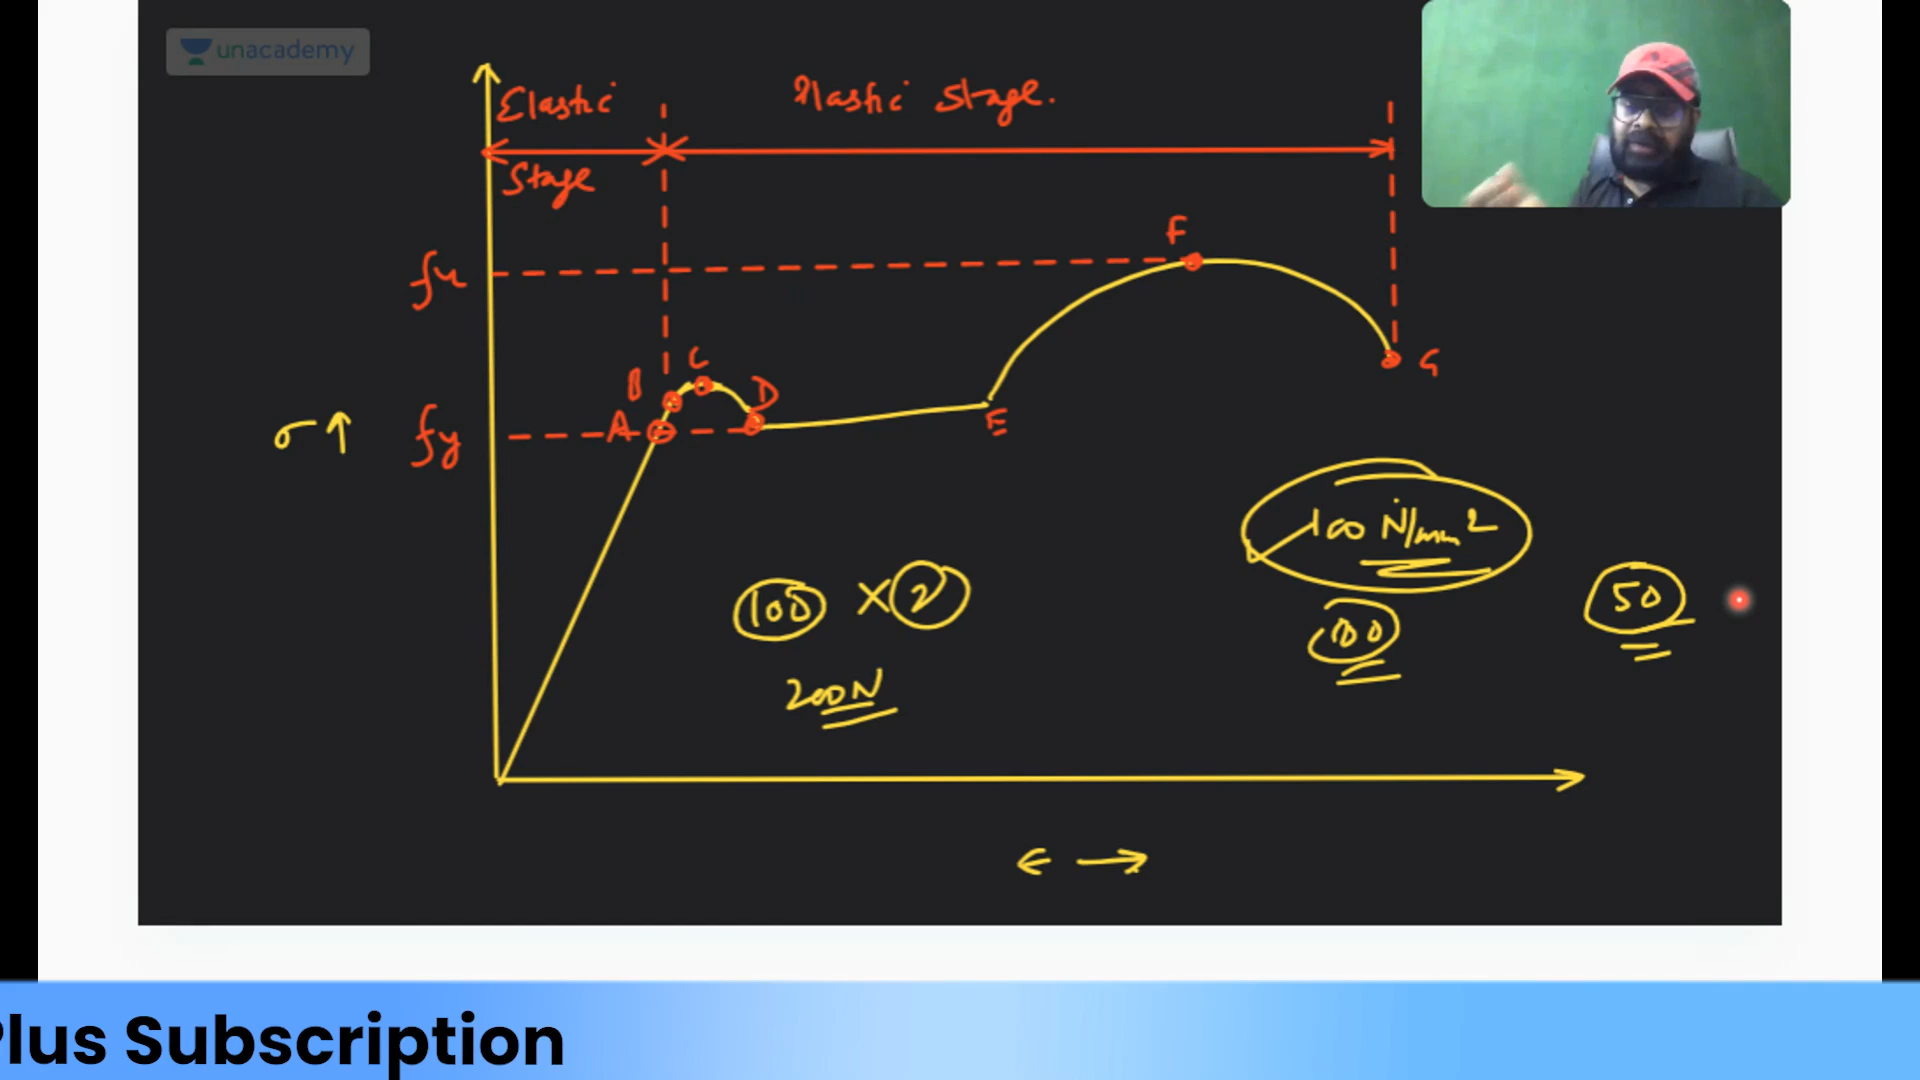 unacademy
Elastic
Stage
Plastic Stage.
fu
F
G
C
B
D
A
E
σ↑ fy
100 N/mm²
100 × 2
50
100
200N
ϵ →
Plus Subscription